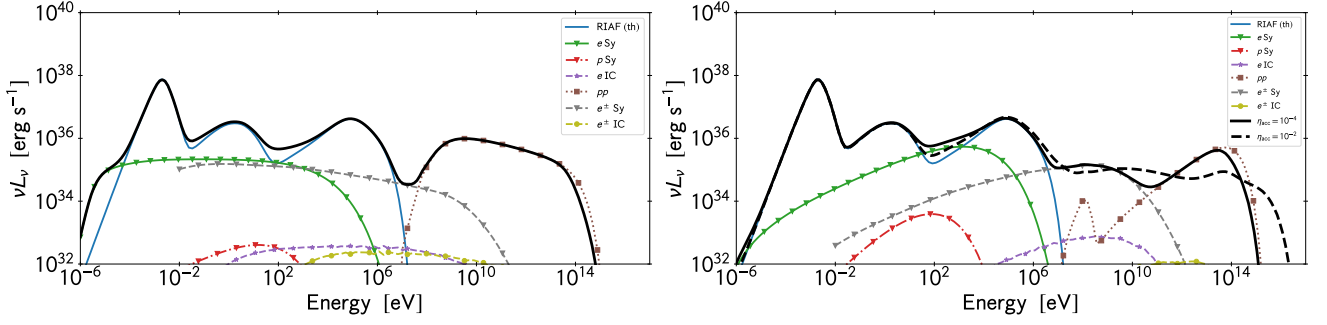 10^40
10^38
10^36
10^34
10^32
νL_ν [erg s^−1]
10^−6
10^−2
10^2
10^6
10^10
10^14
Energy [eV]
RIAF (th)
e Sy
p Sy
e IC
pp
e^± Sy
e^± IC
10^40
10^38
10^36
10^34
10^32
νL_ν [erg s^−1]
10^−6
10^−2
10^2
10^6
10^10
10^14
Energy [eV]
RIAF (th)
e Sy
p Sy
e IC
pp
e^± Sy
e^± IC
η_acc = 10^−4
η_acc = 10^−2